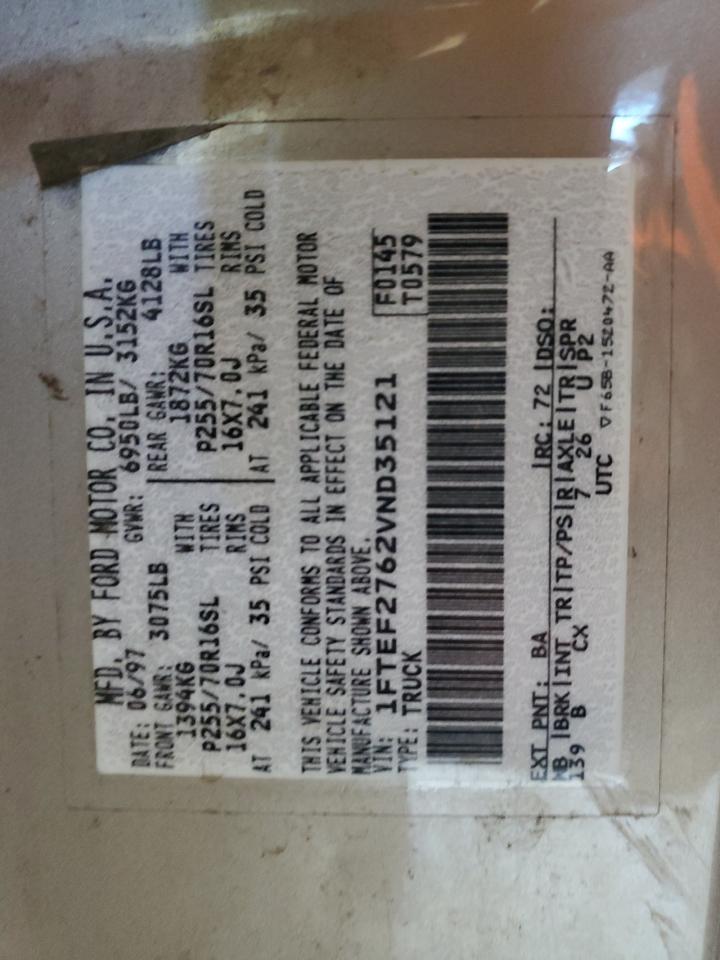 MFD. BY FORD MOTOR CO. IN U.S.A.
DATE: 06/97 GVWR: 6950LB/ 3152KG
FRONT GAWR: 3075LB REAR GAWR: 4128LB
1394KG WITH 1872KG WITH
P255/70R16SL TIRES P255/70R16SL TIRES
16X7.0J RIMS 16X7.0J RIMS
AT 241 kPa/ 35 PSI COLD AT 241 kPa/ 35 PSI COLD
THIS VEHICLE CONFORMS TO ALL APPLICABLE FEDERAL MOTOR
VEHICLE SAFETY STANDARDS IN EFFECT ON THE DATE OF
MANUFACTURE SHOWN ABOVE.
VIN: 1FTEF2762VND35121 F0145
TYPE: TRUCK T0579
EXT PNT: BA RC: 72 DSO:
WB BRK INT TR TP/PS R AXLE TR SPR
139 B CX 7 26 U P2
UTC ▽F65B-1520472-AA